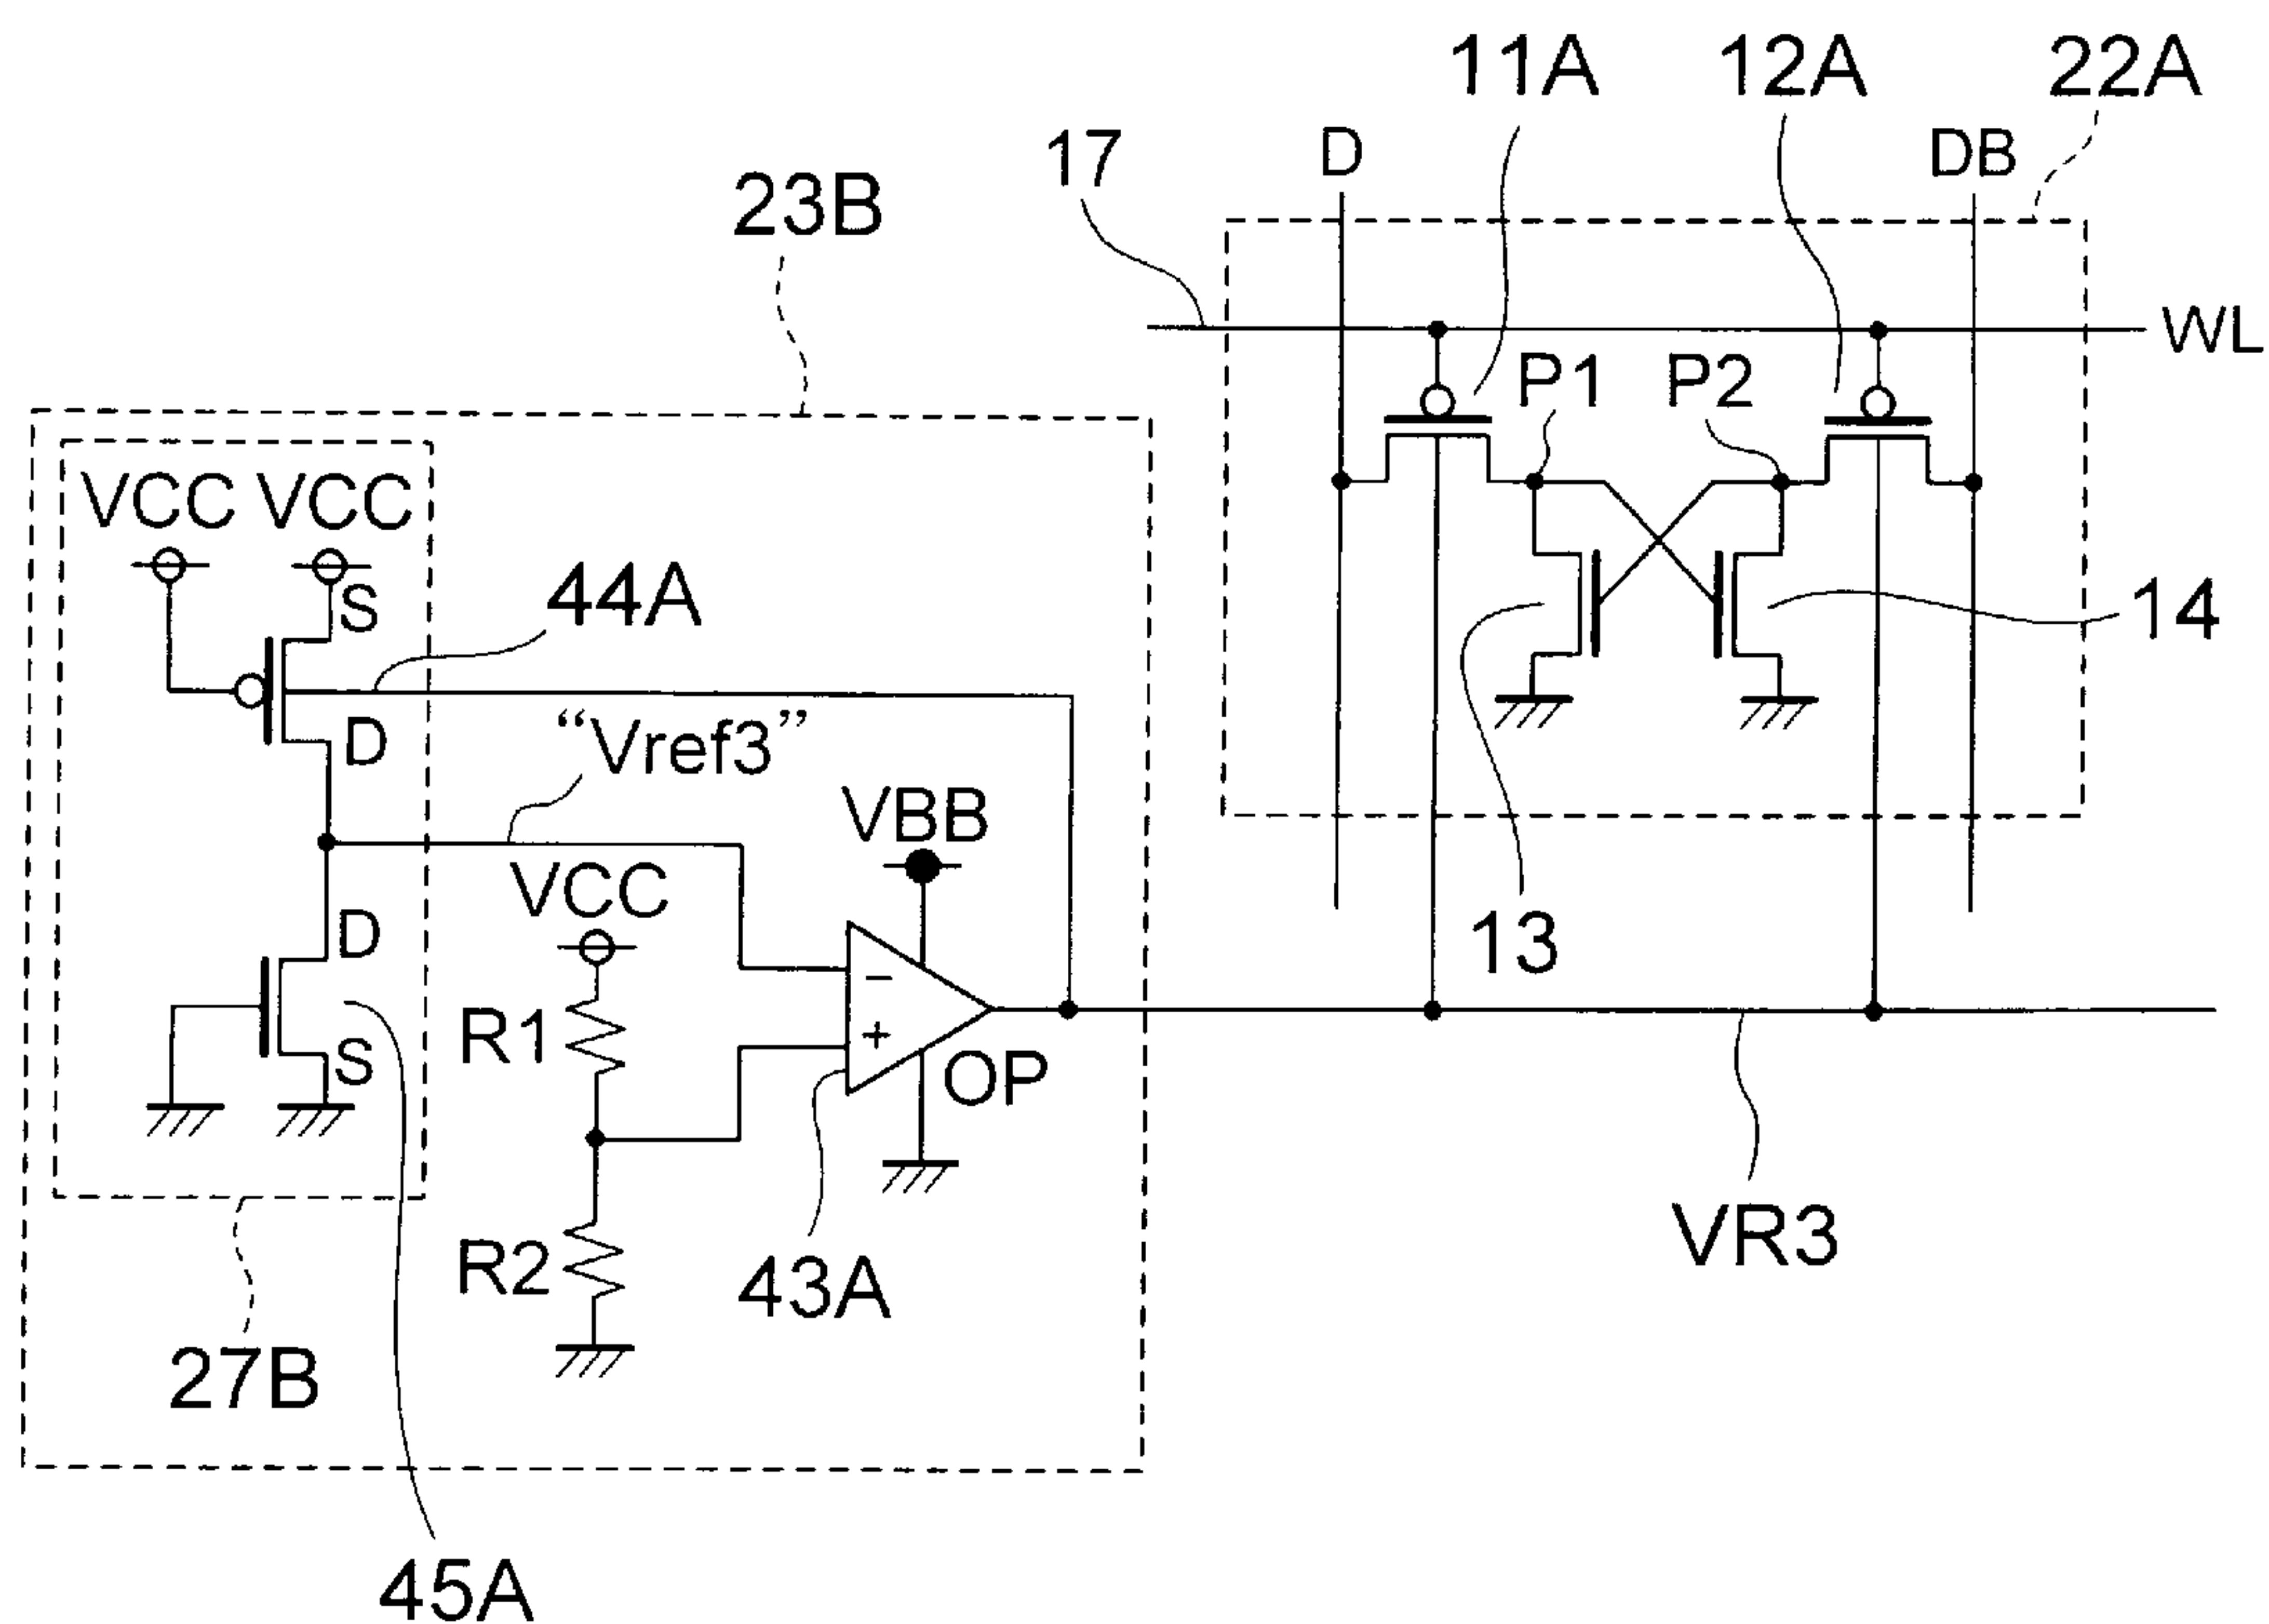 11A
12A
22A
17
D
DB
23B
WL
P1
P2
VCC
VCC
S
44A
14
D
“Vref3”
VBB
VCC
D
13
−
R1
+
S
OP
VR3
R2
43A
27B
45A